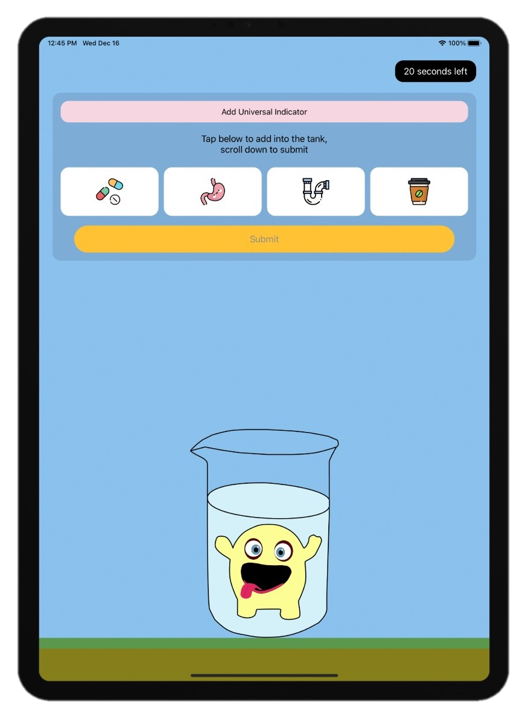 12:45 PM Wed Dec 16
100%
20 seconds left
Add Universal Indicator
Tap below to add into the tank,
scroll down to submit
Submit